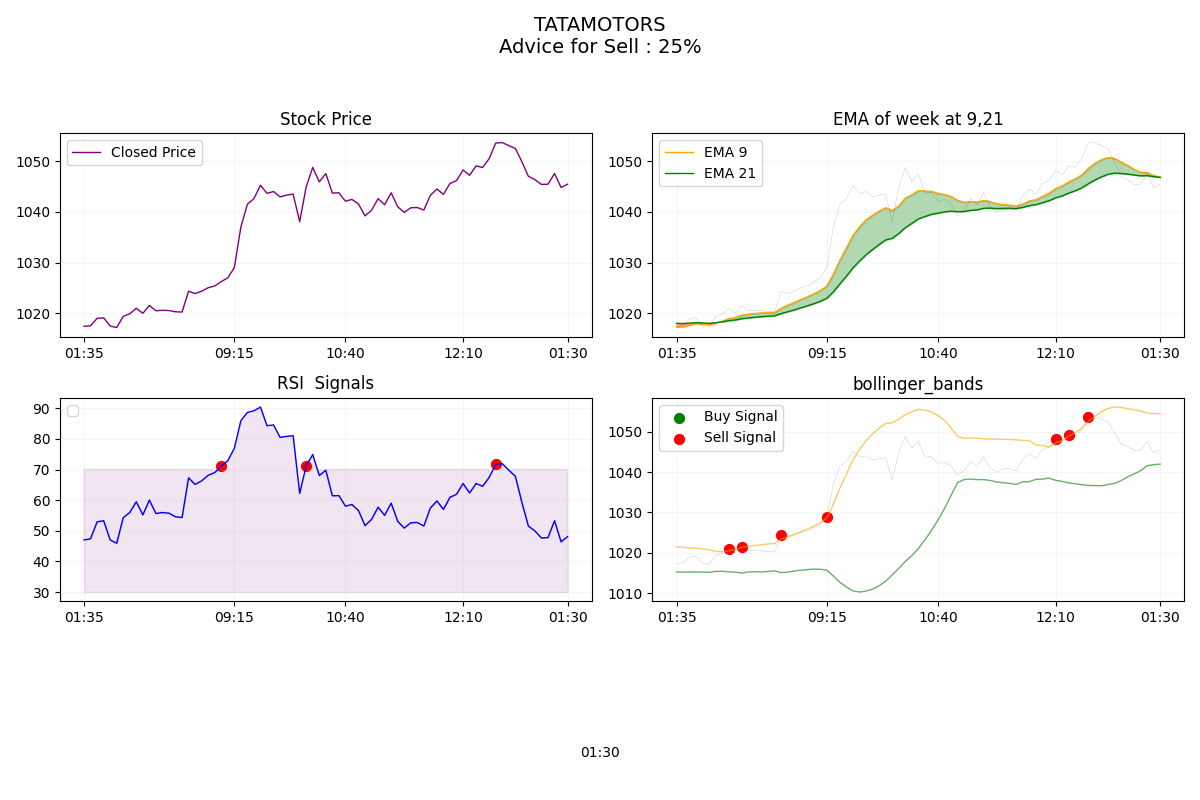 TATAMOTORS
Advice for Sell : 25%
Stock Price
Closed Price
1050
1040
1030
1020
01:35 09:15 10:40 12:10 01:30
EMA of week at 9,21
EMA 9
EMA 21
1050
1040
1030
1020
01:35 09:15 10:40 12:10 01:30
RSI  Signals
90
80
70
60
50
40
30
01:35 09:15 10:40 12:10 01:30
bollinger_bands
Buy Signal
Sell Signal
1050
1040
1030
1020
1010
01:35 09:15 10:40 12:10 01:30
01:30